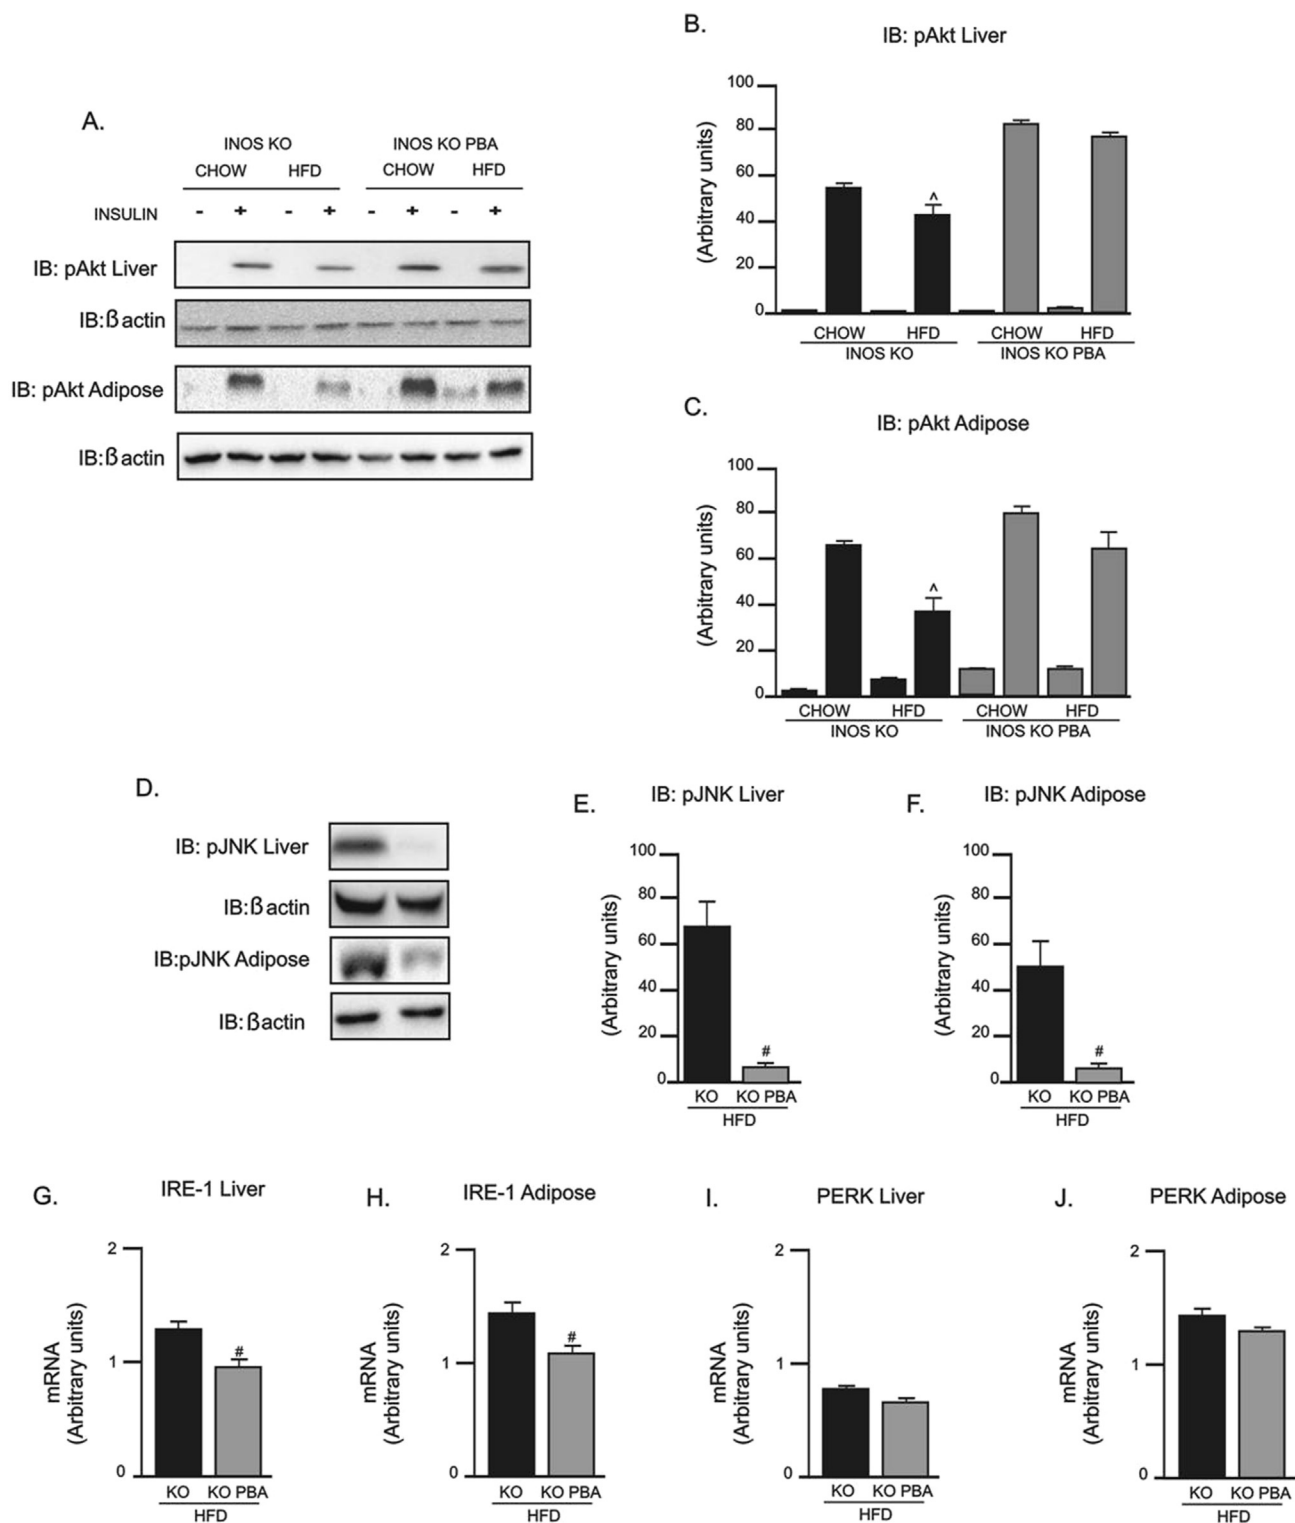 A.
INOS KO INOS KO PBA
CHOW HFD CHOW HFD
INSULIN - + - + - + - +
IB: pAkt Liver
IB:ß actin
IB: pAkt Adipose
IB:ß actin
B.
IB: pAkt Liver
(Arbitrary units)
100
80
60
40
20
0
^
CHOW HFD CHOW HFD
INOS KO INOS KO PBA
C.
IB: pAkt Adipose
(Arbitrary units)
100
80
60
40
20
0
^
CHOW HFD CHOW HFD
INOS KO INOS KO PBA
D.
IB: pJNK Liver
IB:ß actin
IB:pJNK Adipose
IB:ß actin
E.
IB: pJNK Liver
(Arbitrary units)
100
80
60
40
20
0
#
KO KO PBA
HFD
F.
IB: pJNK Adipose
(Arbitrary units)
100
80
60
40
20
0
#
KO KO PBA
HFD
G.
IRE-1 Liver
mRNA
(Arbitrary units)
2
1
0
#
KO KO PBA
HFD
H.
IRE-1 Adipose
mRNA
(Arbitrary units)
2
1
0
#
KO KO PBA
HFD
I.
PERK Liver
mRNA
(Arbitrary units)
2
1
0
KO KO PBA
HFD
J.
PERK Adipose
mRNA
(Arbitrary units)
2
1
0
KO KO PBA
HFD